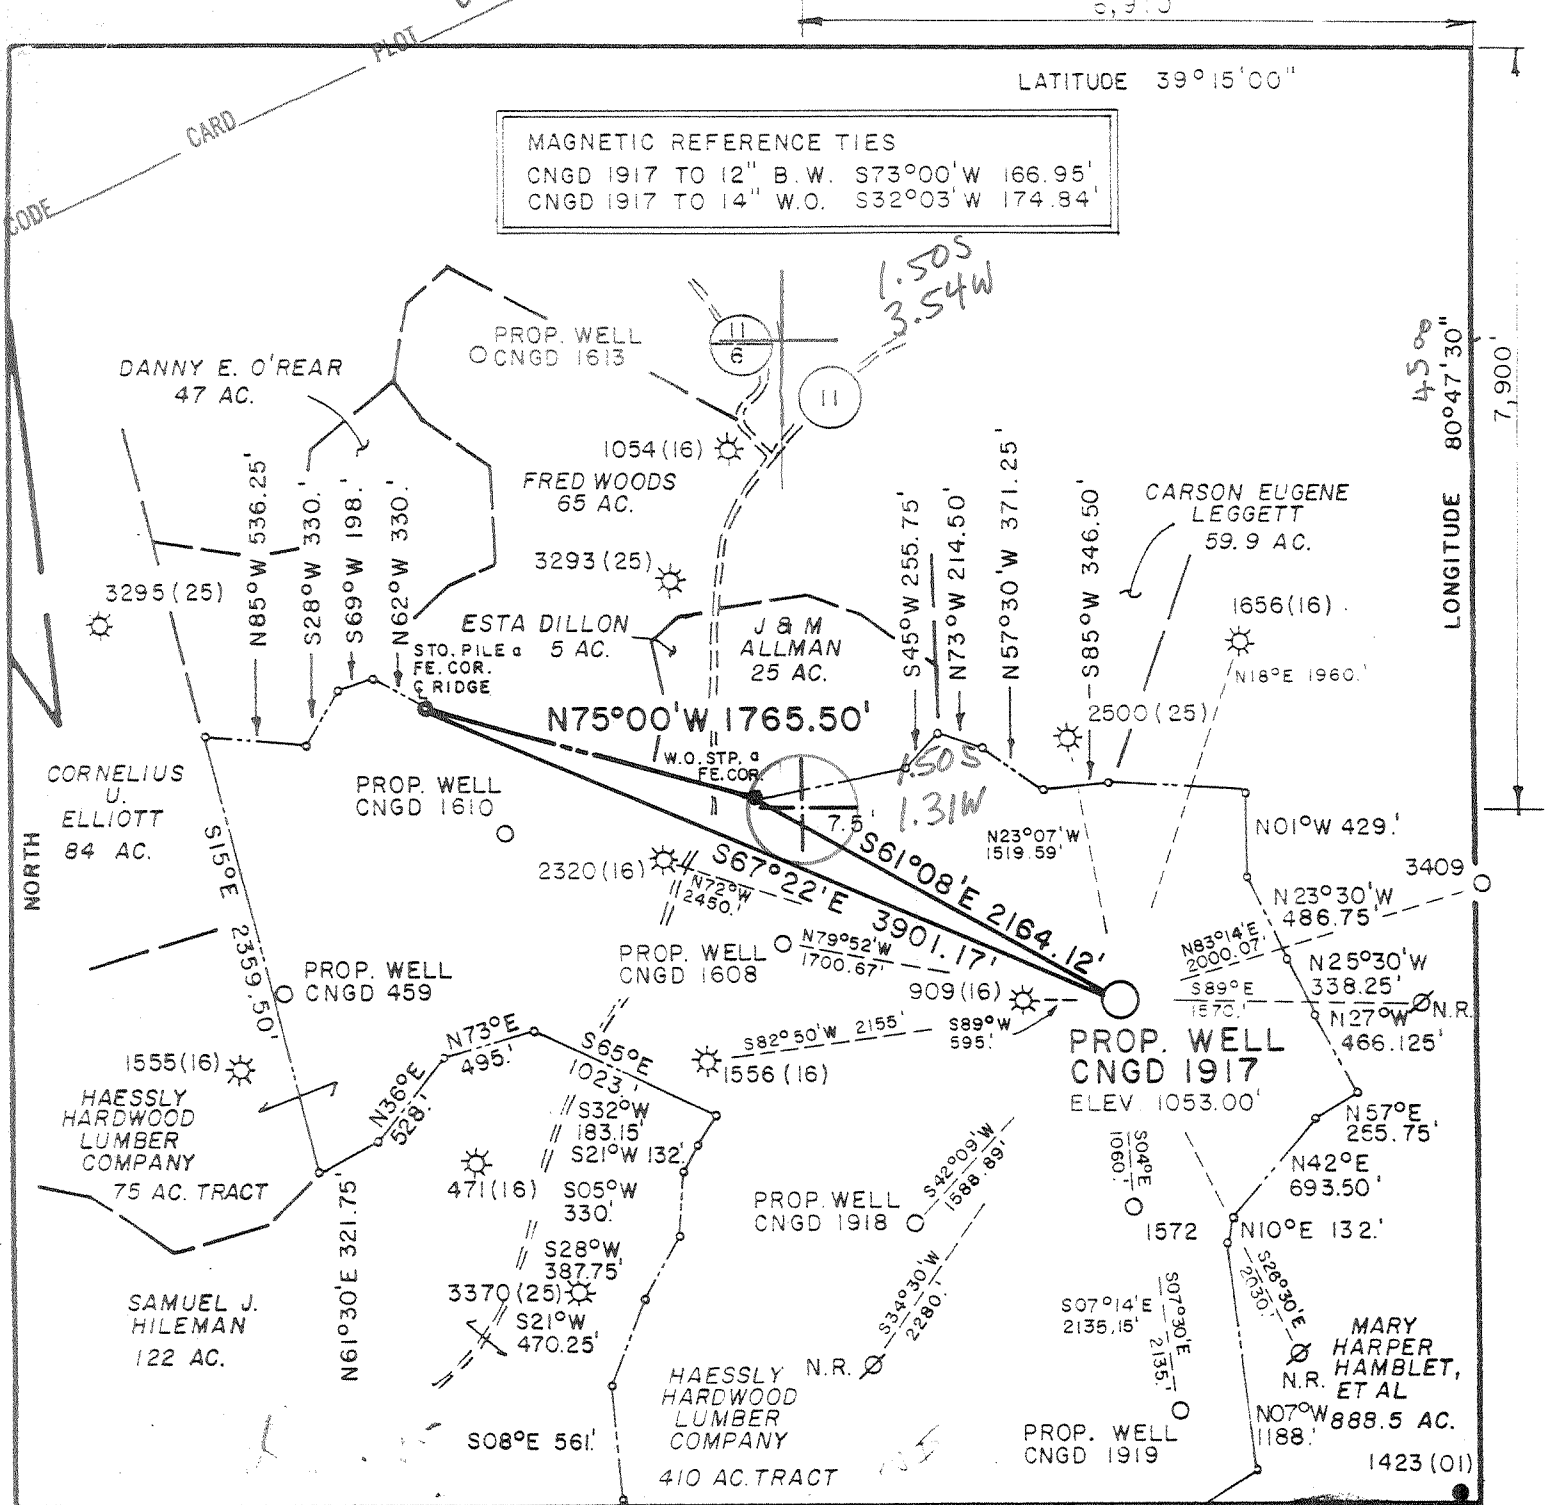 PLOT
CARD
CODE
LATITUDE 39°15'00"
MAGNETIC REFERENCE TIES
CNGD 1917 TO 12" B.W. S73°00'W 166.95'
CNGD 1917 TO 14" W.O. S32°03'W 174.84'
1.50S
3.54W
PROP. WELL
CNGD 1613
11
6
11
DANNY E. O'REAR
47 AC.
4500
LONGITUDE 80°47'30"
7,900'
1054(16)
FRED WOODS
65 AC.
N85°W 536.25'
S28°W 330.'
S69°W 198.'
N62°W 330.'
S45°W 255.75'
N73°W 214.50'
N57°30'W 371.25'
S85°W 346.50'
CARSON EUGENE
LEGGETT
59.9 AC.
3293(25)
3295(25)
1656(16)
N18°E 1960.'
ESTA DILLON
5 AC.
J & M
ALLMAN
25 AC.
STO. PILE a
FE. COR.
℄ RIDGE
N75°00'W 1765.50'
2500(25)
W.O. STP. a
FE. COR.
1.50S
1.31W
7.5'
CORNELIUS
U.
ELLIOTT
84 AC.
PROP. WELL
CNGD 1610
N23°07'W
1519.59'
N01°W 429.'
NORTH
S15°E 2359.50'
2320(16)
N72°W
2450.'
S67°22'E 3901.17'
S61°08'E 2164.12'
3409
N23°30'W
486.75'
N83°14'E
2000.07'
PROP. WELL
CNGD 1608
N79°52'W
1700.67'
N25°30'W
338.25'
PROP. WELL
CNGD 459
909(16)
S89°E
1570.'
N.R.
N27°W
466.125'
S82°50'W 2155'
S89°W
595.'
PROP. WELL
CNGD 1917
ELEV. 1053.00'
N73°E
495.'
S65°E
1023.'
1556(16)
1555(16)
HAESSLY
HARDWOOD
LUMBER
COMPANY
75 AC. TRACT
N36°E
528.'
S32°W
183.15'
S21°W 132.'
N57°E
255.75'
S42°09'W
1588.89'
S04°E
1060.'
N42°E
693.50'
471(16)
S05°W
330.'
PROP. WELL
CNGD 1918
1572
N10°E 132.'
N61°30'E 321.75'
S28°W
387.75'
S34°30'W
2280.'
S26°30'E
2030.'
3370(25)
S21°W
470.25'
S07°14'E
2135.15'
S07°30'E
2135.'
SAMUEL J.
HILEMAN
122 AC.
N.R.
N.R.
MARY
HARPER
HAMBLET,
ET AL
888.5 AC.
HAESSLY
HARDWOOD
LUMBER
COMPANY
410 AC. TRACT
N07°W
1188.'
S08°E 561.'
PROP. WELL
CNGD 1919
1423(01)